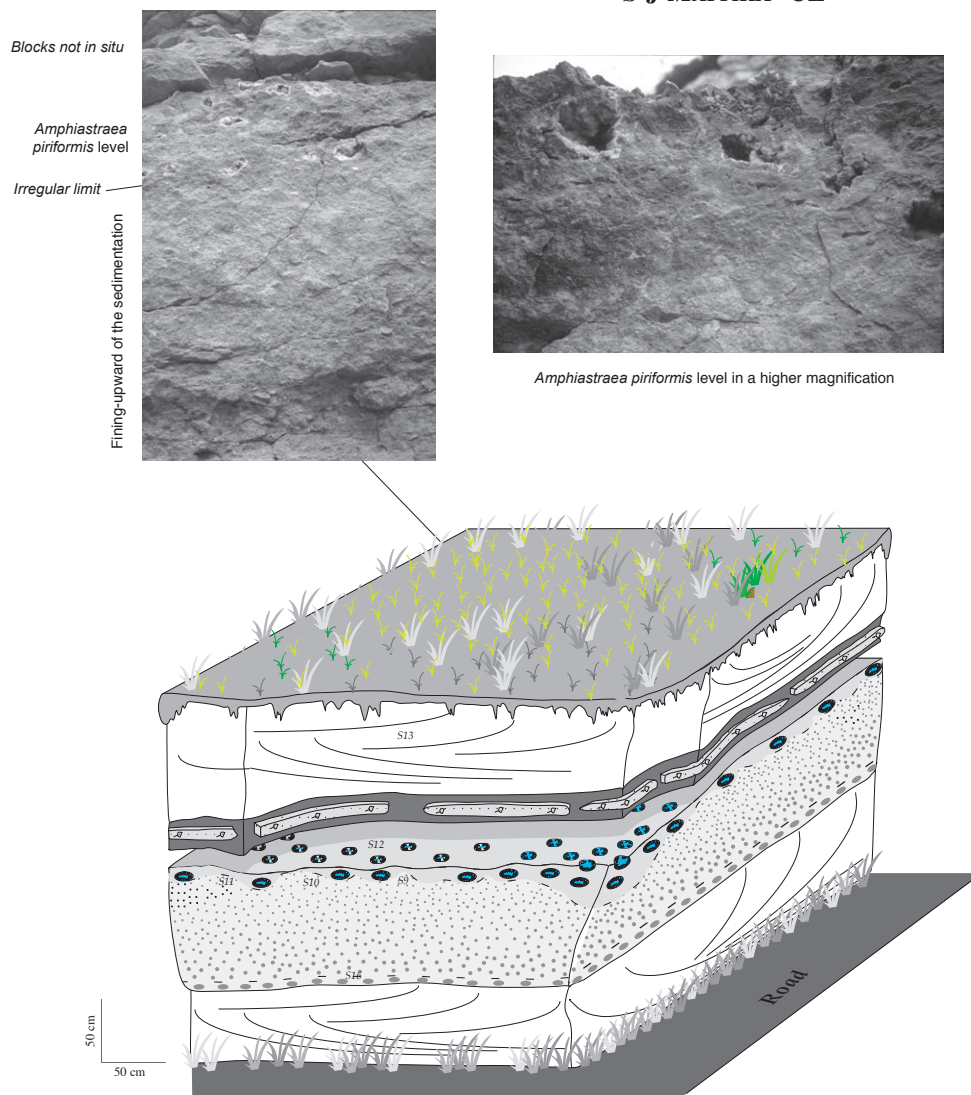 Blocks not in situ
Amphiastraea
piriformis level
Irregular limit
Fining-upward of the sedimentation
Amphiastraea piriformis level in a higher magnification
S13
S12
S11
S10
S9
S16
Road
50 cm
50 cm